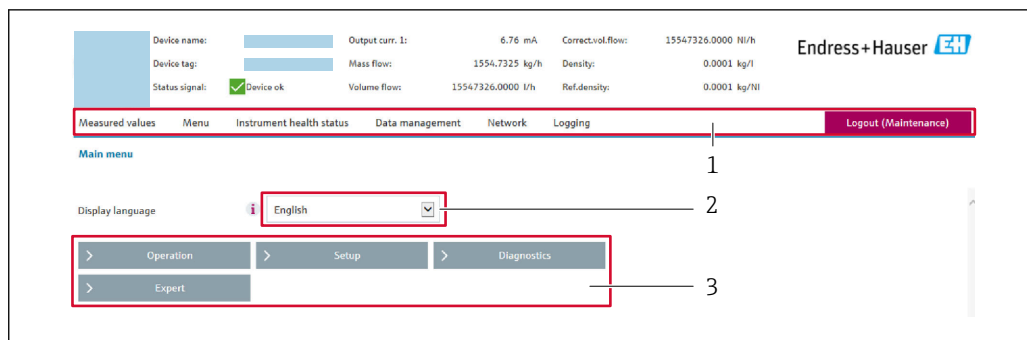 Device name: Output curr. 1: 6.76 mA Correct.vol.flow: 15547326.0000 Nl/h
Endress+Hauser EH
Device tag: Mass flow: 1554.7325 kg/h Density: 0.0001 kg/l
Status signal: Device ok Volume flow: 15547326.0000 l/h Ref.density: 0.0001 kg/Nl
Measured values Menu Instrument health status Data management Network Logging Logout (Maintenance)
1
Main menu
Display language i English 2
> Operation > Setup > Diagnostics
> Expert 3